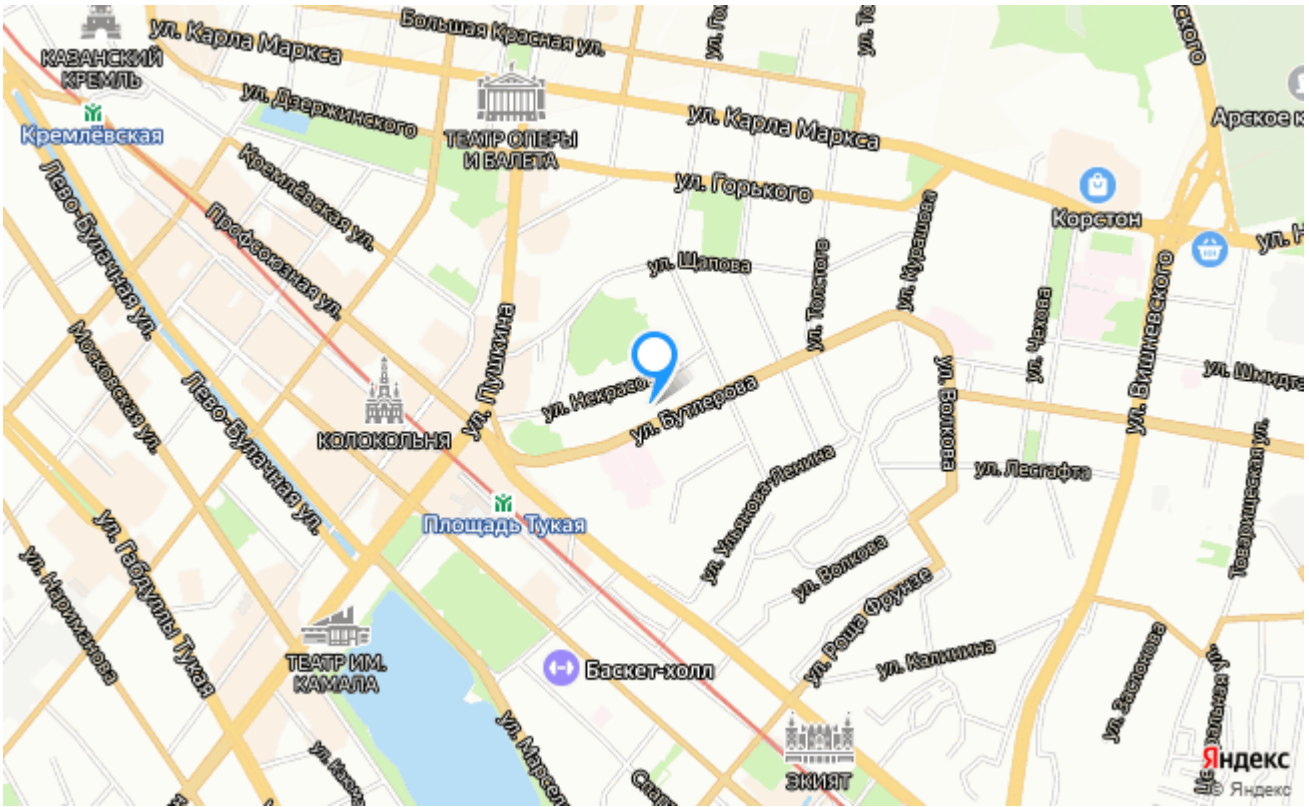 Большая Красная ул.
ул. Карла Маркса
КАЗАНСКИЙ
КРЕМЛЬ
Кремлёвская
ул. Дзержинского
ТЕАТР ОПЕРЫ
И БАЛЕТА
ул. Карла Маркса
Арское к
ул. Горького
Корстон
Кремлёвская ул.
Профсоюзная ул.
Лево-Булачная ул.
ул. Щапова
ул. Толстого
ул. Курашова
ул. Чехова
ул. Вишневского
ул. Н
ул. Пушкина
Московская ул.
Лево-Булачная ул.
КОЛОКОЛЬНЯ
ул. Некрасо
ул. Бутлерова
ул. Волкова
ул. Шмидта
ул. Лесгафта
Товарищеская ул.
Площадь Тукая
ул. Ульянова-Ленина
ул. Волкова
ул. Роща Фрунзе
ул. Калинина
ул. Заслонова
ул. Габдуллы Тукая
ул. Нариманова
ТЕАТР ИМ.
КАМАЛА
Баскет-холл
ул. Марсел
ЭКИЯТ
Яндекс
© Яндекс